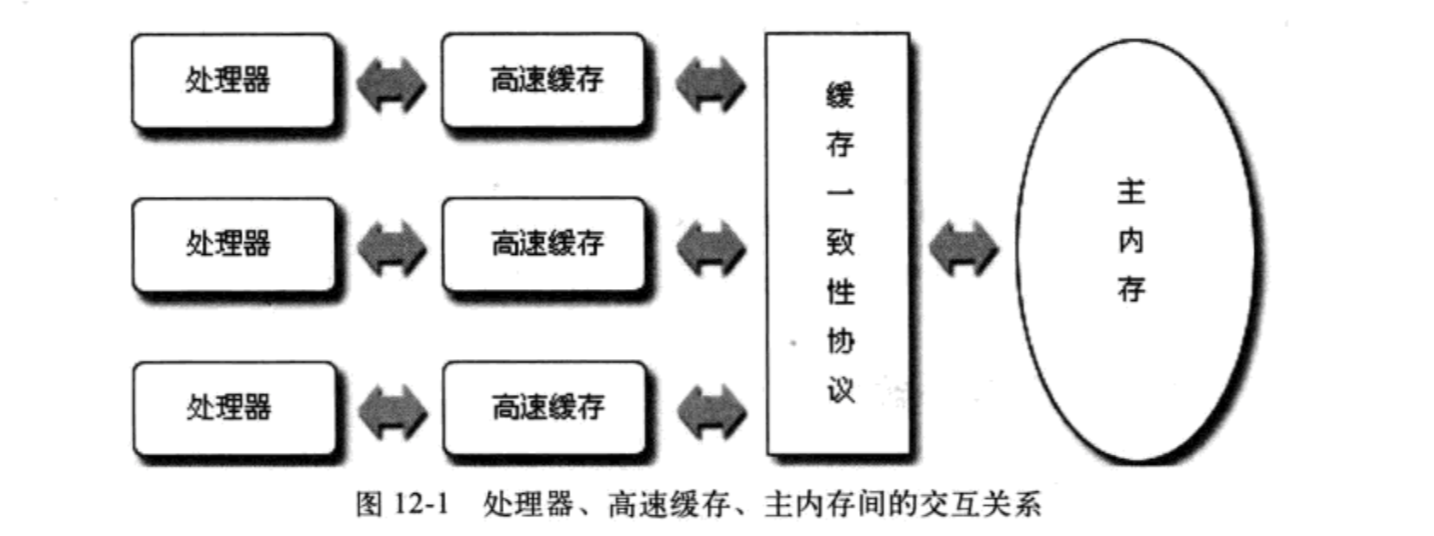 处理器
高速缓存
处理器
高速缓存
处理器
高速缓存
缓存一致性协议
主内存
图 12-1 处理器、高速缓存、主内存间的交互关系